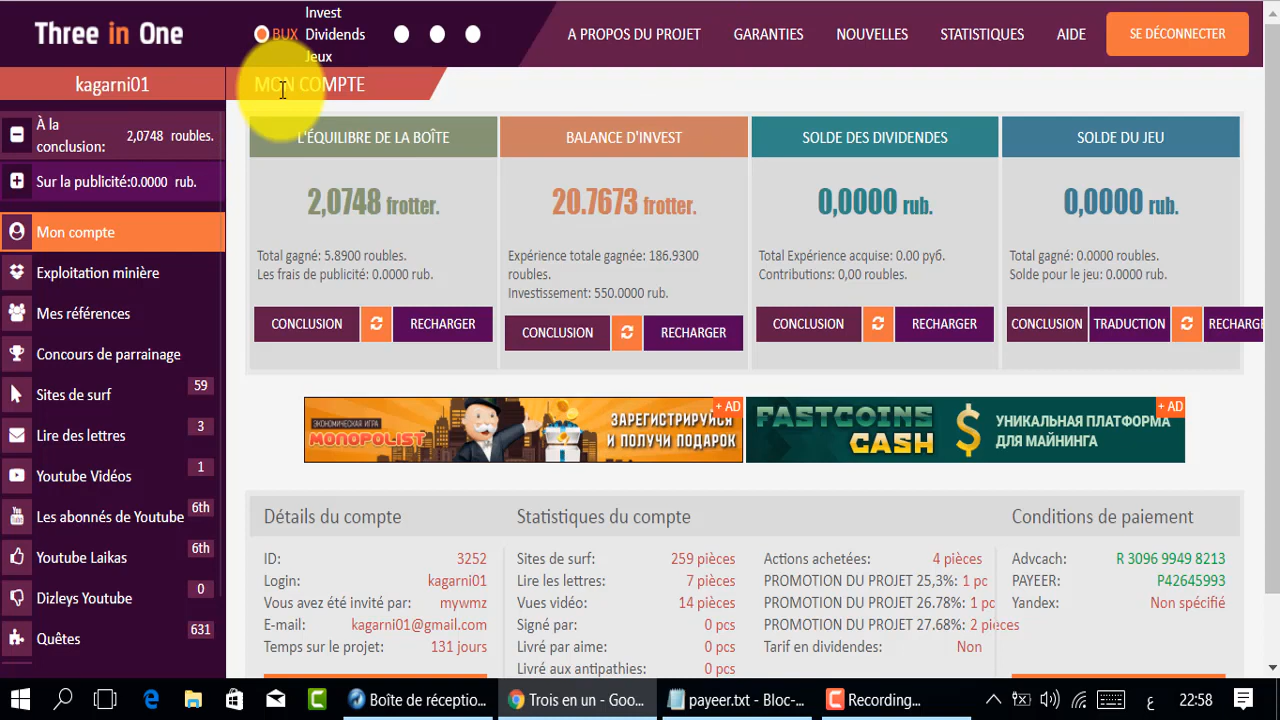 Three in One
BUX
Invest
Dividends
Jeux
A PROPOS DU PROJET
GARANTIES
NOUVELLES
STATISTIQUES
AIDE
SE DÉCONNECTER
kagarni01
MON COMPTE
À la
conclusion:
2,0748 roubles.
Sur la publicité:0.0000 rub.
Mon compte
Exploitation minière
Mes références
Concours de parrainage
Sites de surf 59
Lire des lettres 3
Youtube Vidéos 1
Les abonnés de Youtube 6th
Youtube Laikas 6th
Dizleys Youtube 0
Quêtes 631
L'ÉQUILIBRE DE LA BOÎTE
2,0748 frotter.
Total gagné: 5.8900 roubles.
Les frais de publicité: 0.0000 rub.
CONCLUSION
RECHARGER
BALANCE D'INVEST
20.7673 frotter.
Expérience totale gagnée: 186.9300
roubles.
Investissement: 550.0000 rub.
CONCLUSION
RECHARGER
SOLDE DES DIVIDENDES
0,0000 rub.
Total Expérience acquise: 0.00 руб.
Contributions: 0,00 roubles.
CONCLUSION
RECHARGER
SOLDE DU JEU
0,0000 rub.
Total gagné: 0.0000 roubles.
Solde pour le jeu: 0.0000 rub.
CONCLUSION
TRADUCTION
RECHARGE
ЭКОНОМИЧЕСКАЯ ИГРА
MONOPOLIST
ЗАРЕГИСТРИРУЙСЯ
И ПОЛУЧИ ПОДАРОК
+ AD
FASTCOINS
CASH
УНИКАЛЬНАЯ ПЛАТФОРМА
ДЛЯ МАЙНИНГА
+ AD
Détails du compte
ID: 3252
Login: kagarni01
Vous avez été invité par: mywmz
E-mail: kagarni01@gmail.com
Temps sur le projet: 131 jours
Statistiques du compte
Sites de surf: 259 pièces
Lire les lettres: 7 pièces
Vues vidéo: 14 pièces
Signé par: 0 pcs
Livré par aime: 0 pcs
Livré aux antipathies: 0 pcs
Actions achetées: 4 pièces
PROMOTION DU PROJET 25,3%: 1 pc
PROMOTION DU PROJET 26.78%: 1 pc
PROMOTION DU PROJET 27.68%: 2 pièces
Tarif en dividendes: Non
Conditions de paiement
Advcach: R 3096 9949 8213
PAYEER: P42645993
Yandex: Non spécifié
Boîte de réceptio...
Trois en un - Goo...
payeer.txt - Bloc-...
Recording...
ع
22:58